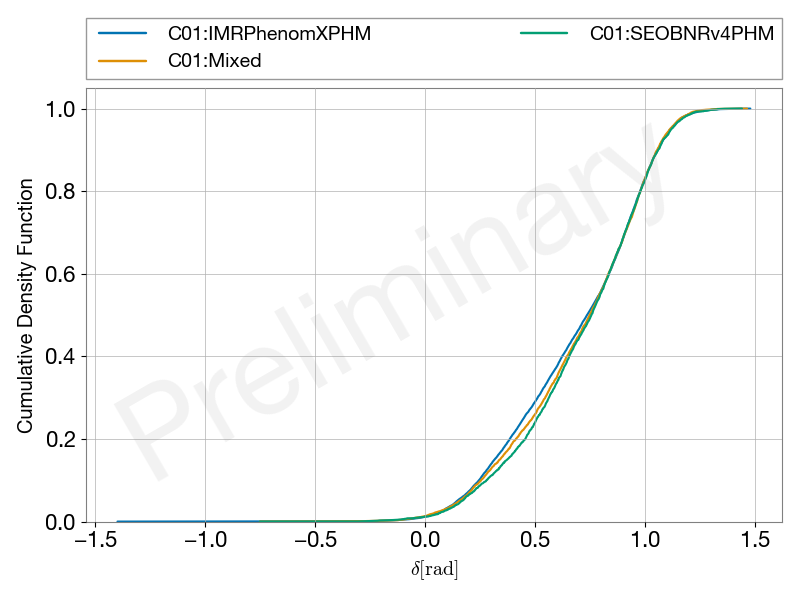 C01:IMRPhenomXPHM
C01:Mixed
C01:SEOBNRv4PHM
Preliminary
Cumulative Density Function
1.0
0.8
0.6
0.4
0.2
0.0
−1.5 −1.0 −0.5 0.0 0.5 1.0 1.5
δ[rad]